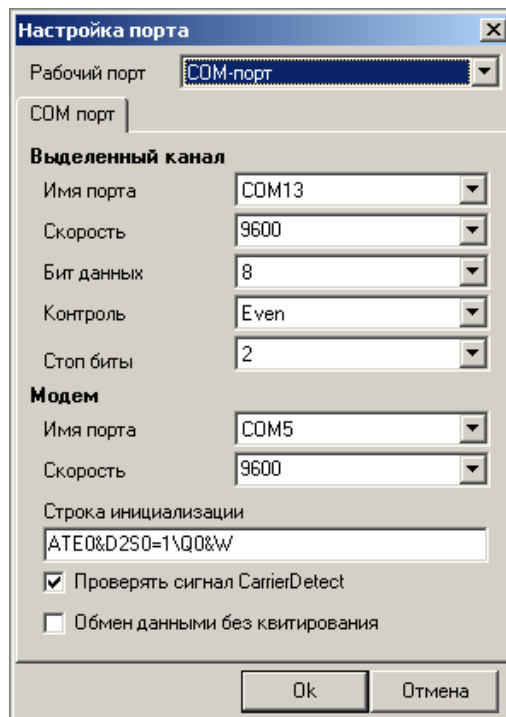 Настройка порта
Рабочий порт COM-порт
COM порт
Выделенный канал
Имя порта COM13
Скорость 9600
Бит данных 8
Контроль Even
Стоп биты 2
Модем
Имя порта COM5
Скорость 9600
Строка инициализации
ATE0&D2S0=1\Q0&W
Проверять сигнал CarrierDetect
Обмен данными без квитирования
Ok Отмена